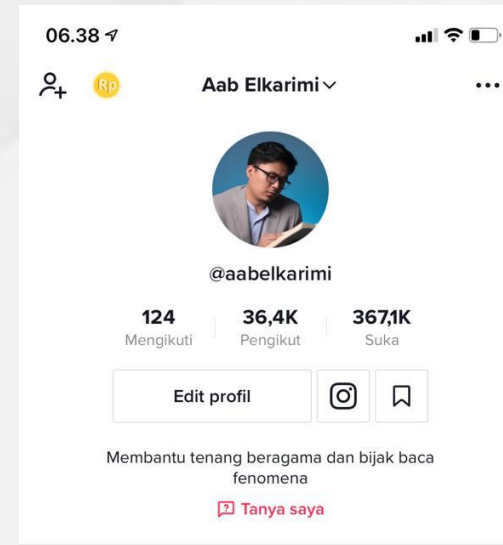 06.38
Rp
Aab Elkarimi
@aabelkarimi
124 36,4K 367,1K
Mengikuti Pengikut Suka
Edit profil
Membantu tenang beragama dan bijak baca
fenomena
? Tanya saya